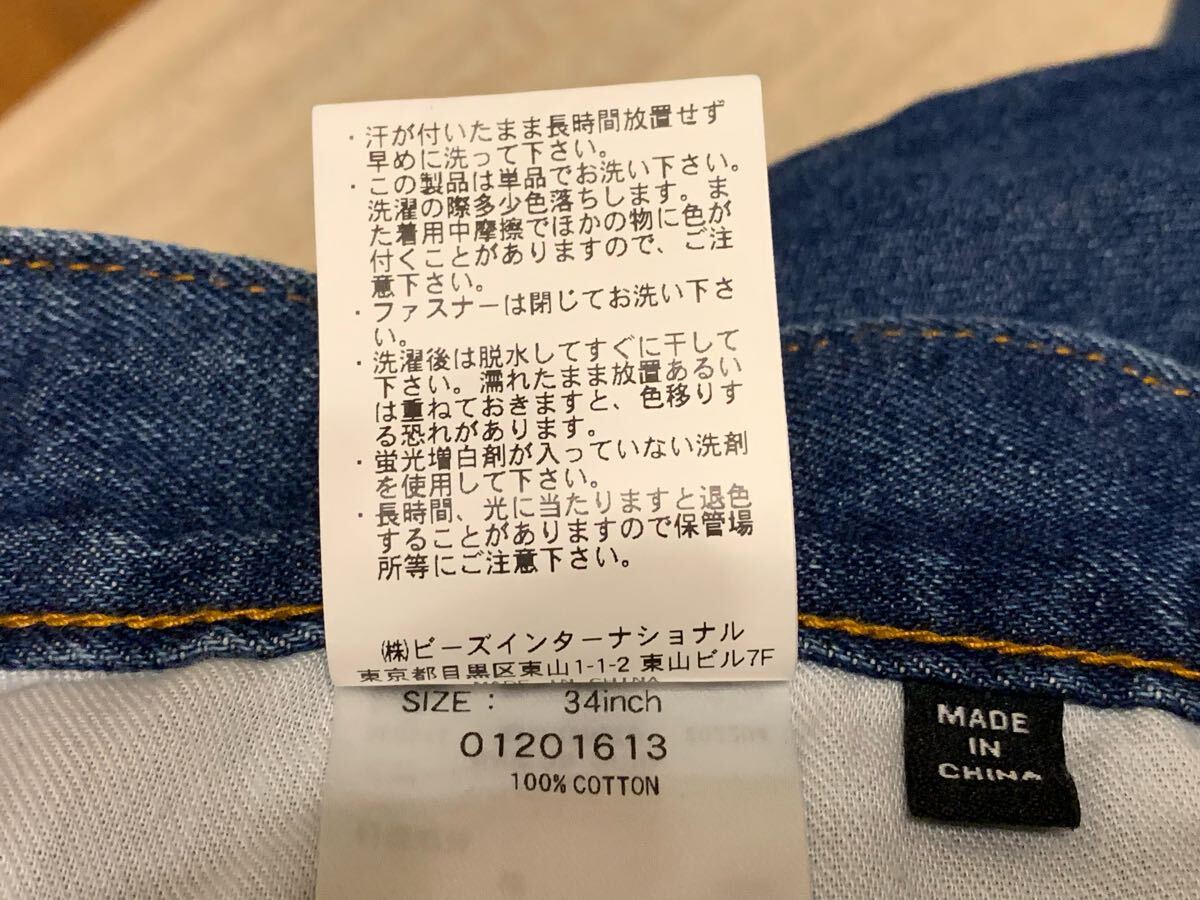 ・汗が付いたまま長時間放置せず
早めに洗って下さい。
・この製品は単品でお洗い下さい。
洗濯の際多少色落ちします。ま
た着用中摩擦でほかの物に色が
付くことがありますので、ご注
意下さい。
・ファスナーは閉じてお洗い下さ
い。
・洗濯後は脱水してすぐに干して
下さい。濡れたまま放置あるい
は重ねておきますと、色移りす
る恐れがあります。
・蛍光増白剤が入っていない洗剤
を使用して下さい。
・長時間、光に当たりますと退色
することがありますので保管場
所等にご注意下さい。
㈱ビーズインターナショナル
東京都目黒区東山1-1-2 東山ビル7F
MADE IN CHINA
SIZE : 34inch
01201613
100% COTTON
MADE
IN
CHINA